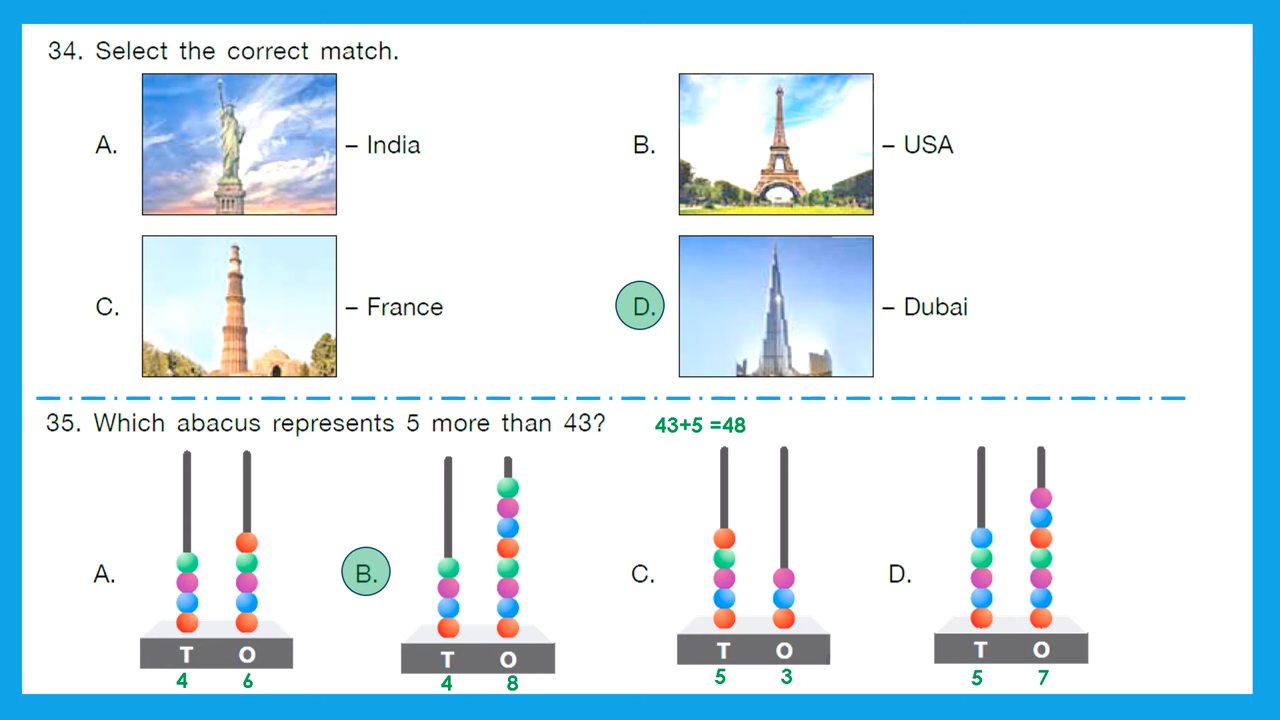 34. Select the correct match.
A. – India
B. – USA
C. – France
D. – Dubai
35. Which abacus represents 5 more than 43? 43+5 =48
A. T O
4 6
B. T O
4 8
C. T O
5 3
D. T O
5 7